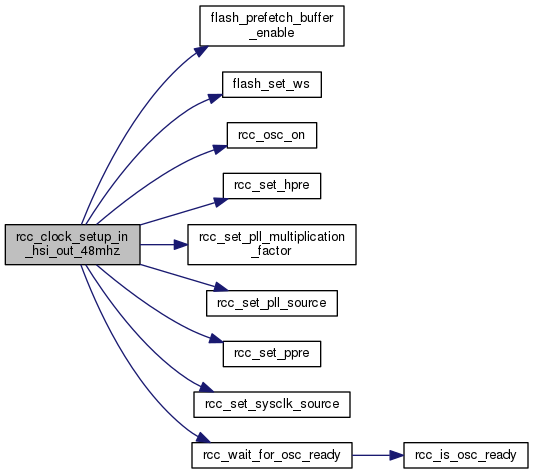 flash_prefetch_buffer
_enable
flash_set_ws
rcc_osc_on
rcc_set_hpre
rcc_clock_setup_in
_hsi_out_48mhz
rcc_set_pll_multiplication
_factor
rcc_set_pll_source
rcc_set_ppre
rcc_set_sysclk_source
rcc_wait_for_osc_ready
rcc_is_osc_ready